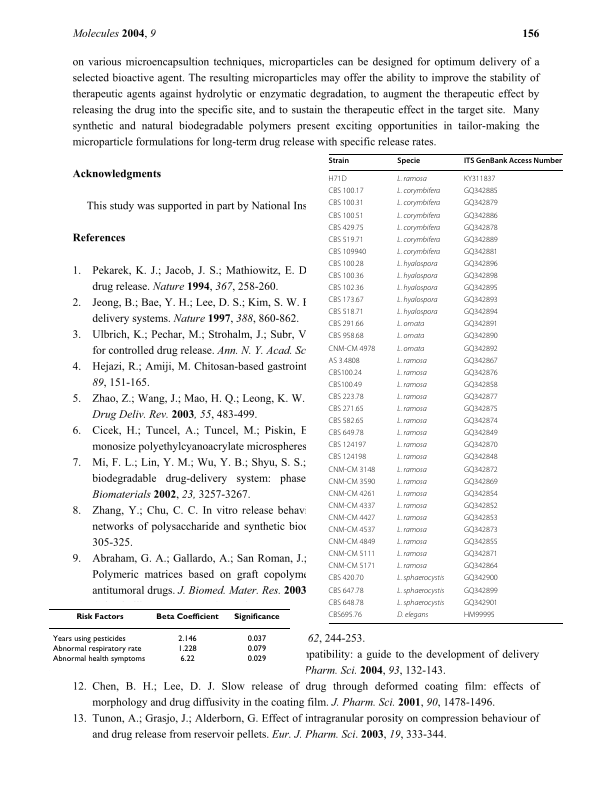 Molecules 2004, 9
156
on various microencapsultion techniques, microparticles can be designed for optimum delivery of a
selected bioactive agent. The resulting microparticles may offer the ability to improve the stability of
therapeutic agents against hydrolytic or enzymatic degradation, to augment the therapeutic effect by
releasing the drug into the specific site, and to sustain the therapeutic effect in the target site. Many
synthetic and natural biodegradable polymers present exciting opportunities in tailor-making the
microparticle formulations for long-term drug release with specific release rates.
Acknowledgments
This study was supported in part by National Ins
References
1. Pekarek, K. J.; Jacob, J. S.; Mathiowitz, E. D
drug release. Nature 1994, 367, 258-260.
2. Jeong, B.; Bae, Y. H.; Lee, D. S.; Kim, S. W.
delivery systems. Nature 1997, 388, 860-862.
3. Ulbrich, K.; Pechar, M.; Strohalm, J.; Subr, V
for controlled drug release. Ann. N. Y. Acad. Sc
4. Hejazi, R.; Amiji, M. Chitosan-based gastroint
89, 151-165.
5. Zhao, Z.; Wang, J.; Mao, H. Q.; Leong, K. W.
Drug Deliv. Rev. 2003, 55, 483-499.
6. Cicek, H.; Tuncel, A.; Tuncel, M.; Piskin, E
monosize polyethylcyanoacrylate microspheres
7. Mi, F. L.; Lin, Y. M.; Wu, Y. B.; Shyu, S. S.;
biodegradable drug-delivery system: phase
Biomaterials 2002, 23, 3257-3267.
8. Zhang, Y.; Chu, C. C. In vitro release behav
networks of polysaccharide and synthetic bio
305-325.
9. Abraham, G. A.; Gallardo, A.; San Roman, J.;
Polymeric matrices based on graft copolyme
antitumoral drugs. J. Biomed. Mater. Res. 2003
Strain Specie ITS GenBank Access Number
H71D L. ramosa KY311837
CBS 100.17 L. corymbifera GQ342885
CBS 100.31 L. corymbifera GQ342879
CBS 100.51 L. corymbifera GQ342886
CBS 429.75 L. corymbifera GQ342878
CBS 519.71 L. corymbifera GQ342889
CBS 109940 L. corymbifera GQ342881
CBS 100.28 L. hyalospora GQ342896
CBS 100.36 L. hyalospora GQ342898
CBS 102.36 L. hyalospora GQ342895
CBS 173.67 L. hyalospora GQ342893
CBS 518.71 L. hyalospora GQ342894
CBS 291.66 L. ornata GQ342891
CBS 958.68 L. ornata GQ342890
CNM-CM 4978 L. ornata GQ342892
AS 3.4808 L. ramosa GQ342867
CBS100.24 L. ramosa GQ342876
CBS100.49 L. ramosa GQ342858
CBS 223.78 L. ramosa GQ342877
CBS 271.65 L. ramosa GQ342875
CBS 582.65 L. ramosa GQ342874
CBS 649.78 L. ramosa GQ342849
CBS 124197 L. ramosa GQ342870
CBS 124198 L. ramosa GQ342848
CNM-CM 3148 L. ramosa GQ342872
CNM-CM 3590 L. ramosa GQ342869
CNM-CM 4261 L. ramosa GQ342854
CNM-CM 4337 L. ramosa GQ342852
CNM-CM 4427 L. ramosa GQ342853
CNM-CM 4537 L. ramosa GQ342873
CNM-CM 4849 L. ramosa GQ342855
CNM-CM 5111 L. ramosa GQ342871
CNM-CM 5171 L. ramosa GQ342864
CBS 420.70 L. sphaerocystis GQ342900
CBS 647.78 L. sphaerocystis GQ342899
CBS 648.78 L. sphaerocystis GQ342901
CBS695.76 D. elegans HM99995
Risk Factors Beta Coefficient Significance
Years using pesticides 2.146 0.037
Abnormal respiratory rate 1.228 0.079
Abnormal health symptoms 6.22 0.029
62, 244-253.
patibility: a guide to the development of delivery
Pharm. Sci. 2004, 93, 132-143.
12. Chen, B. H.; Lee, D. J. Slow release of drug through deformed coating film: effects of
morphology and drug diffusivity in the coating film. J. Pharm. Sci. 2001, 90, 1478-1496.
13. Tunon, A.; Grasjo, J.; Alderborn, G. Effect of intragranular porosity on compression behaviour of
and drug release from reservoir pellets. Eur. J. Pharm. Sci. 2003, 19, 333-344.